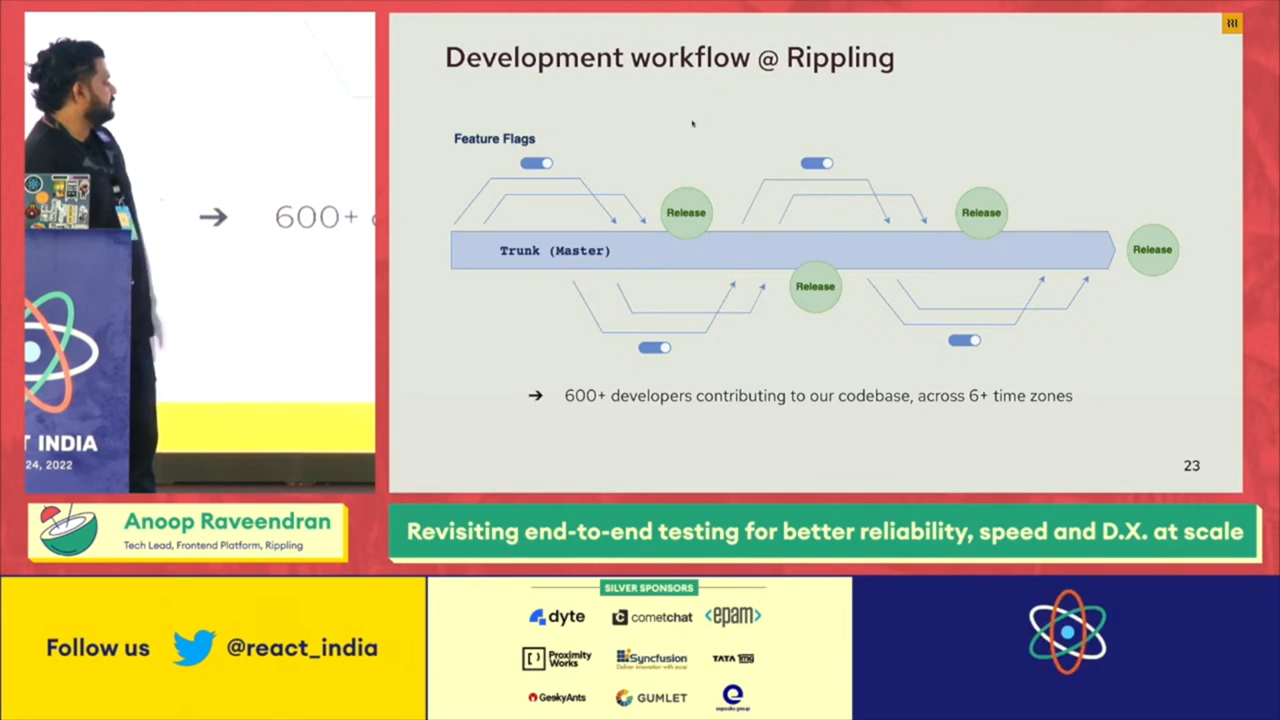 Development workflow @ Rippling
Feature Flags
Release
Release
Trunk (Master)
Release
Release
600+ developers contributing to our codebase, across 6+ time zones
23
600+
INDIA
24, 2022
Anoop Raveendran
Tech Lead, Frontend Platform, Rippling
Revisiting end-to-end testing for better reliability, speed and D.X. at scale
Follow us @react_india
SILVER SPONSORS
dyte
cometchat
<epam>
Proximity
Works
Syncfusion
TATA 1mg
GeekyAnts
GUMLET
expedia group